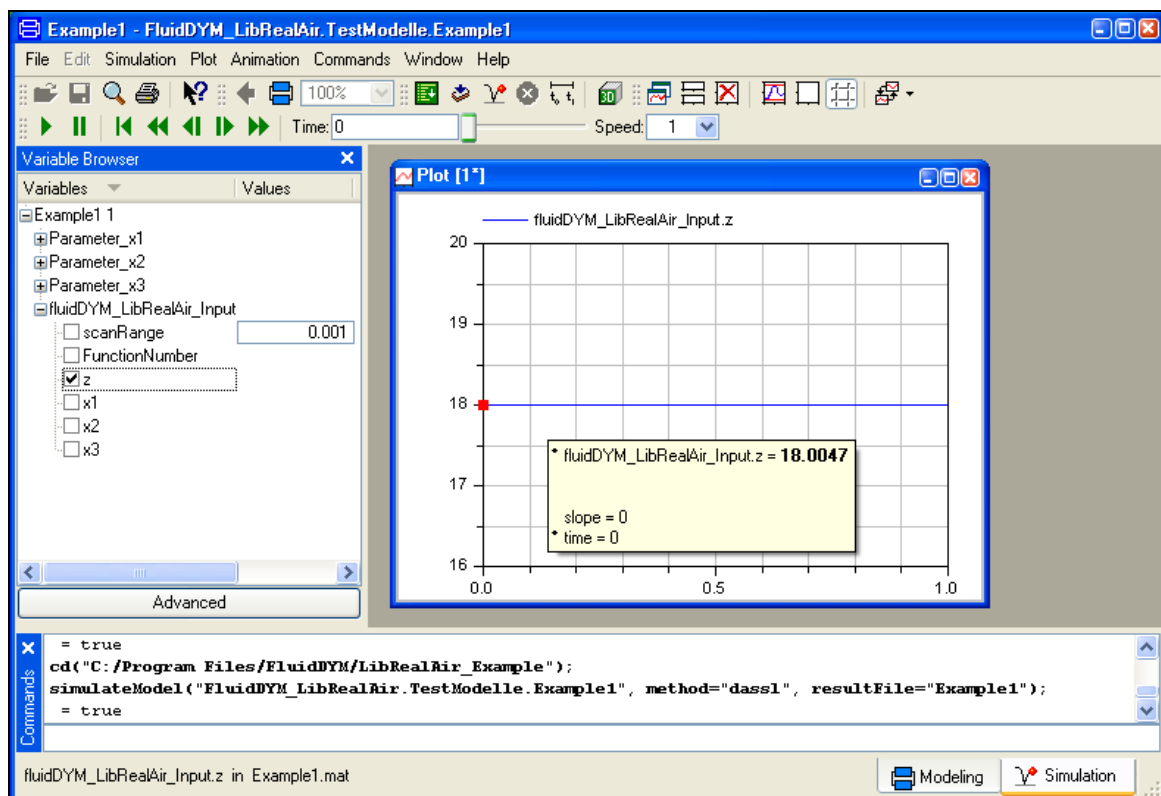 Example1 - FluidDYM_LibRealAir.TestModelle.Example1
File Edit Simulation Plot Animation Commands Window Help
100%
3D
Time: 0 Speed: 1
Variable Browser
Variables Values
Example1 1
Parameter_x1
Parameter_x2
Parameter_x3
fluidDYM_LibRealAir_Input
scanRange 0.001
FunctionNumber
z
x1
x2
x3
Advanced
Plot [1*]
fluidDYM_LibRealAir_Input.z
20
19
18
17
16
0.0 0.5 1.0
fluidDYM_LibRealAir_Input.z = 18.0047
slope = 0
time = 0
Commands
= true
cd("C:/Program Files/FluidDYM/LibRealAir_Example");
simulateModel("FluidDYM_LibRealAir.TestModelle.Example1", method="dassl", resultFile="Example1");
= true
fluidDYM_LibRealAir_Input.z in Example1.mat
Modeling Simulation